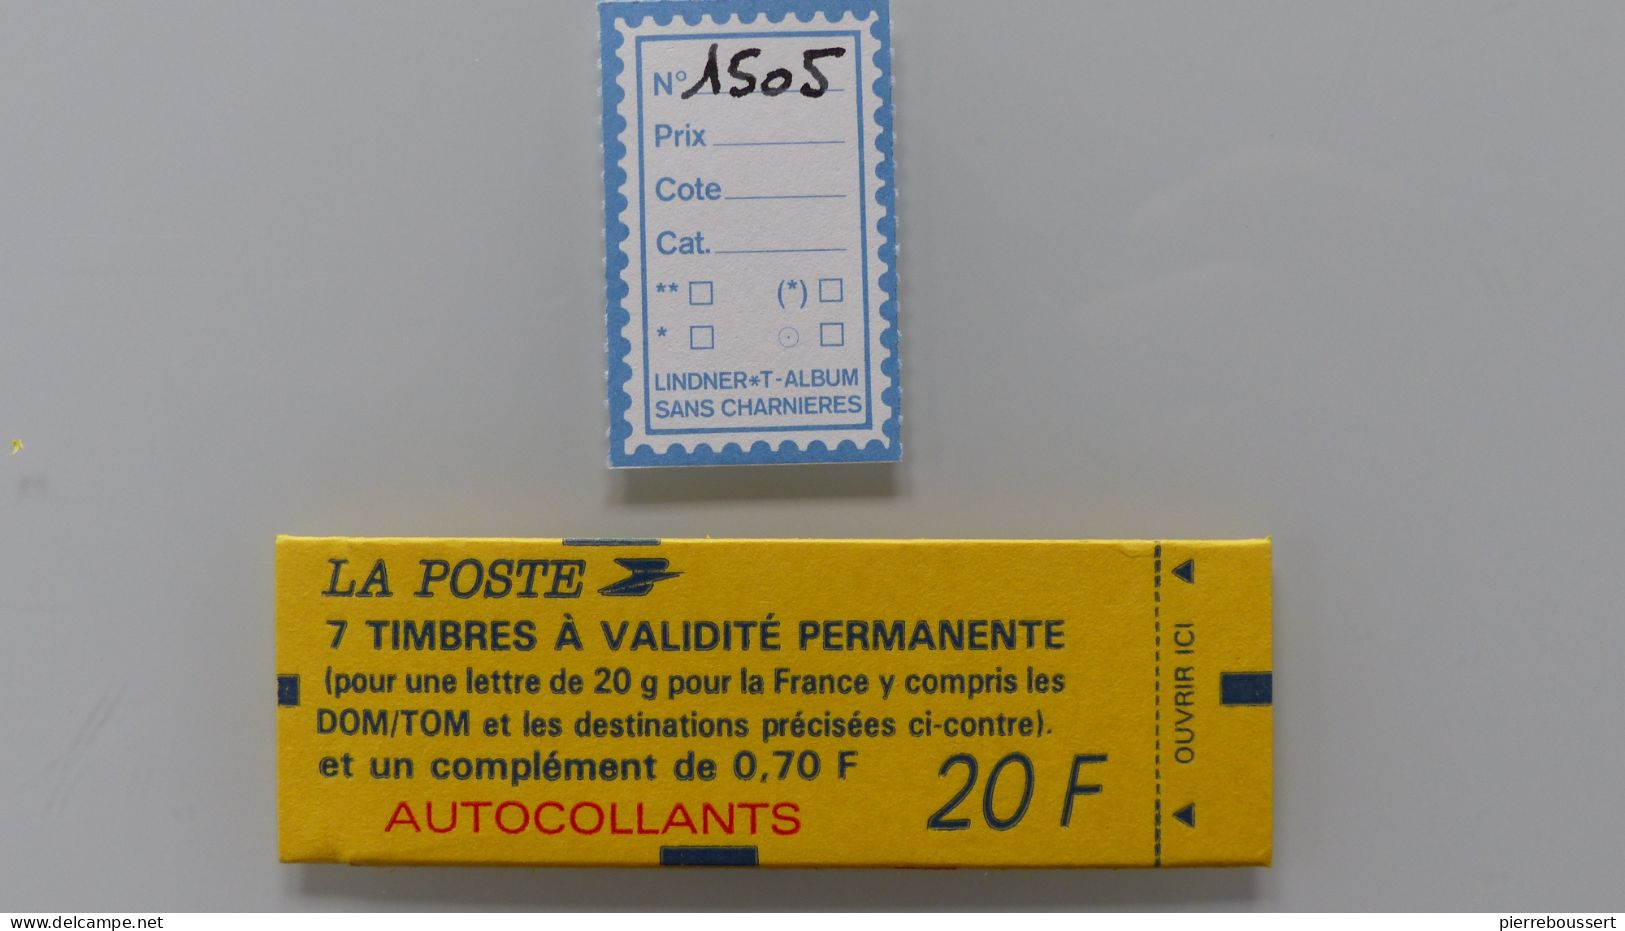 N° 1505
Prix
Cote
Cat.
** (*)
*
LINDNER*T-ALBUM
SANS CHARNIERES
LA POSTE
7 TIMBRES À VALIDITÉ PERMANENTE
(pour une lettre de 20 g pour la France y compris les
DOM/TOM et les destinations précisées ci-contre).
et un complément de 0,70 F
20 F
AUTOCOLLANTS
OUVRIR ICI
www.delcampe.net
pierreboussert